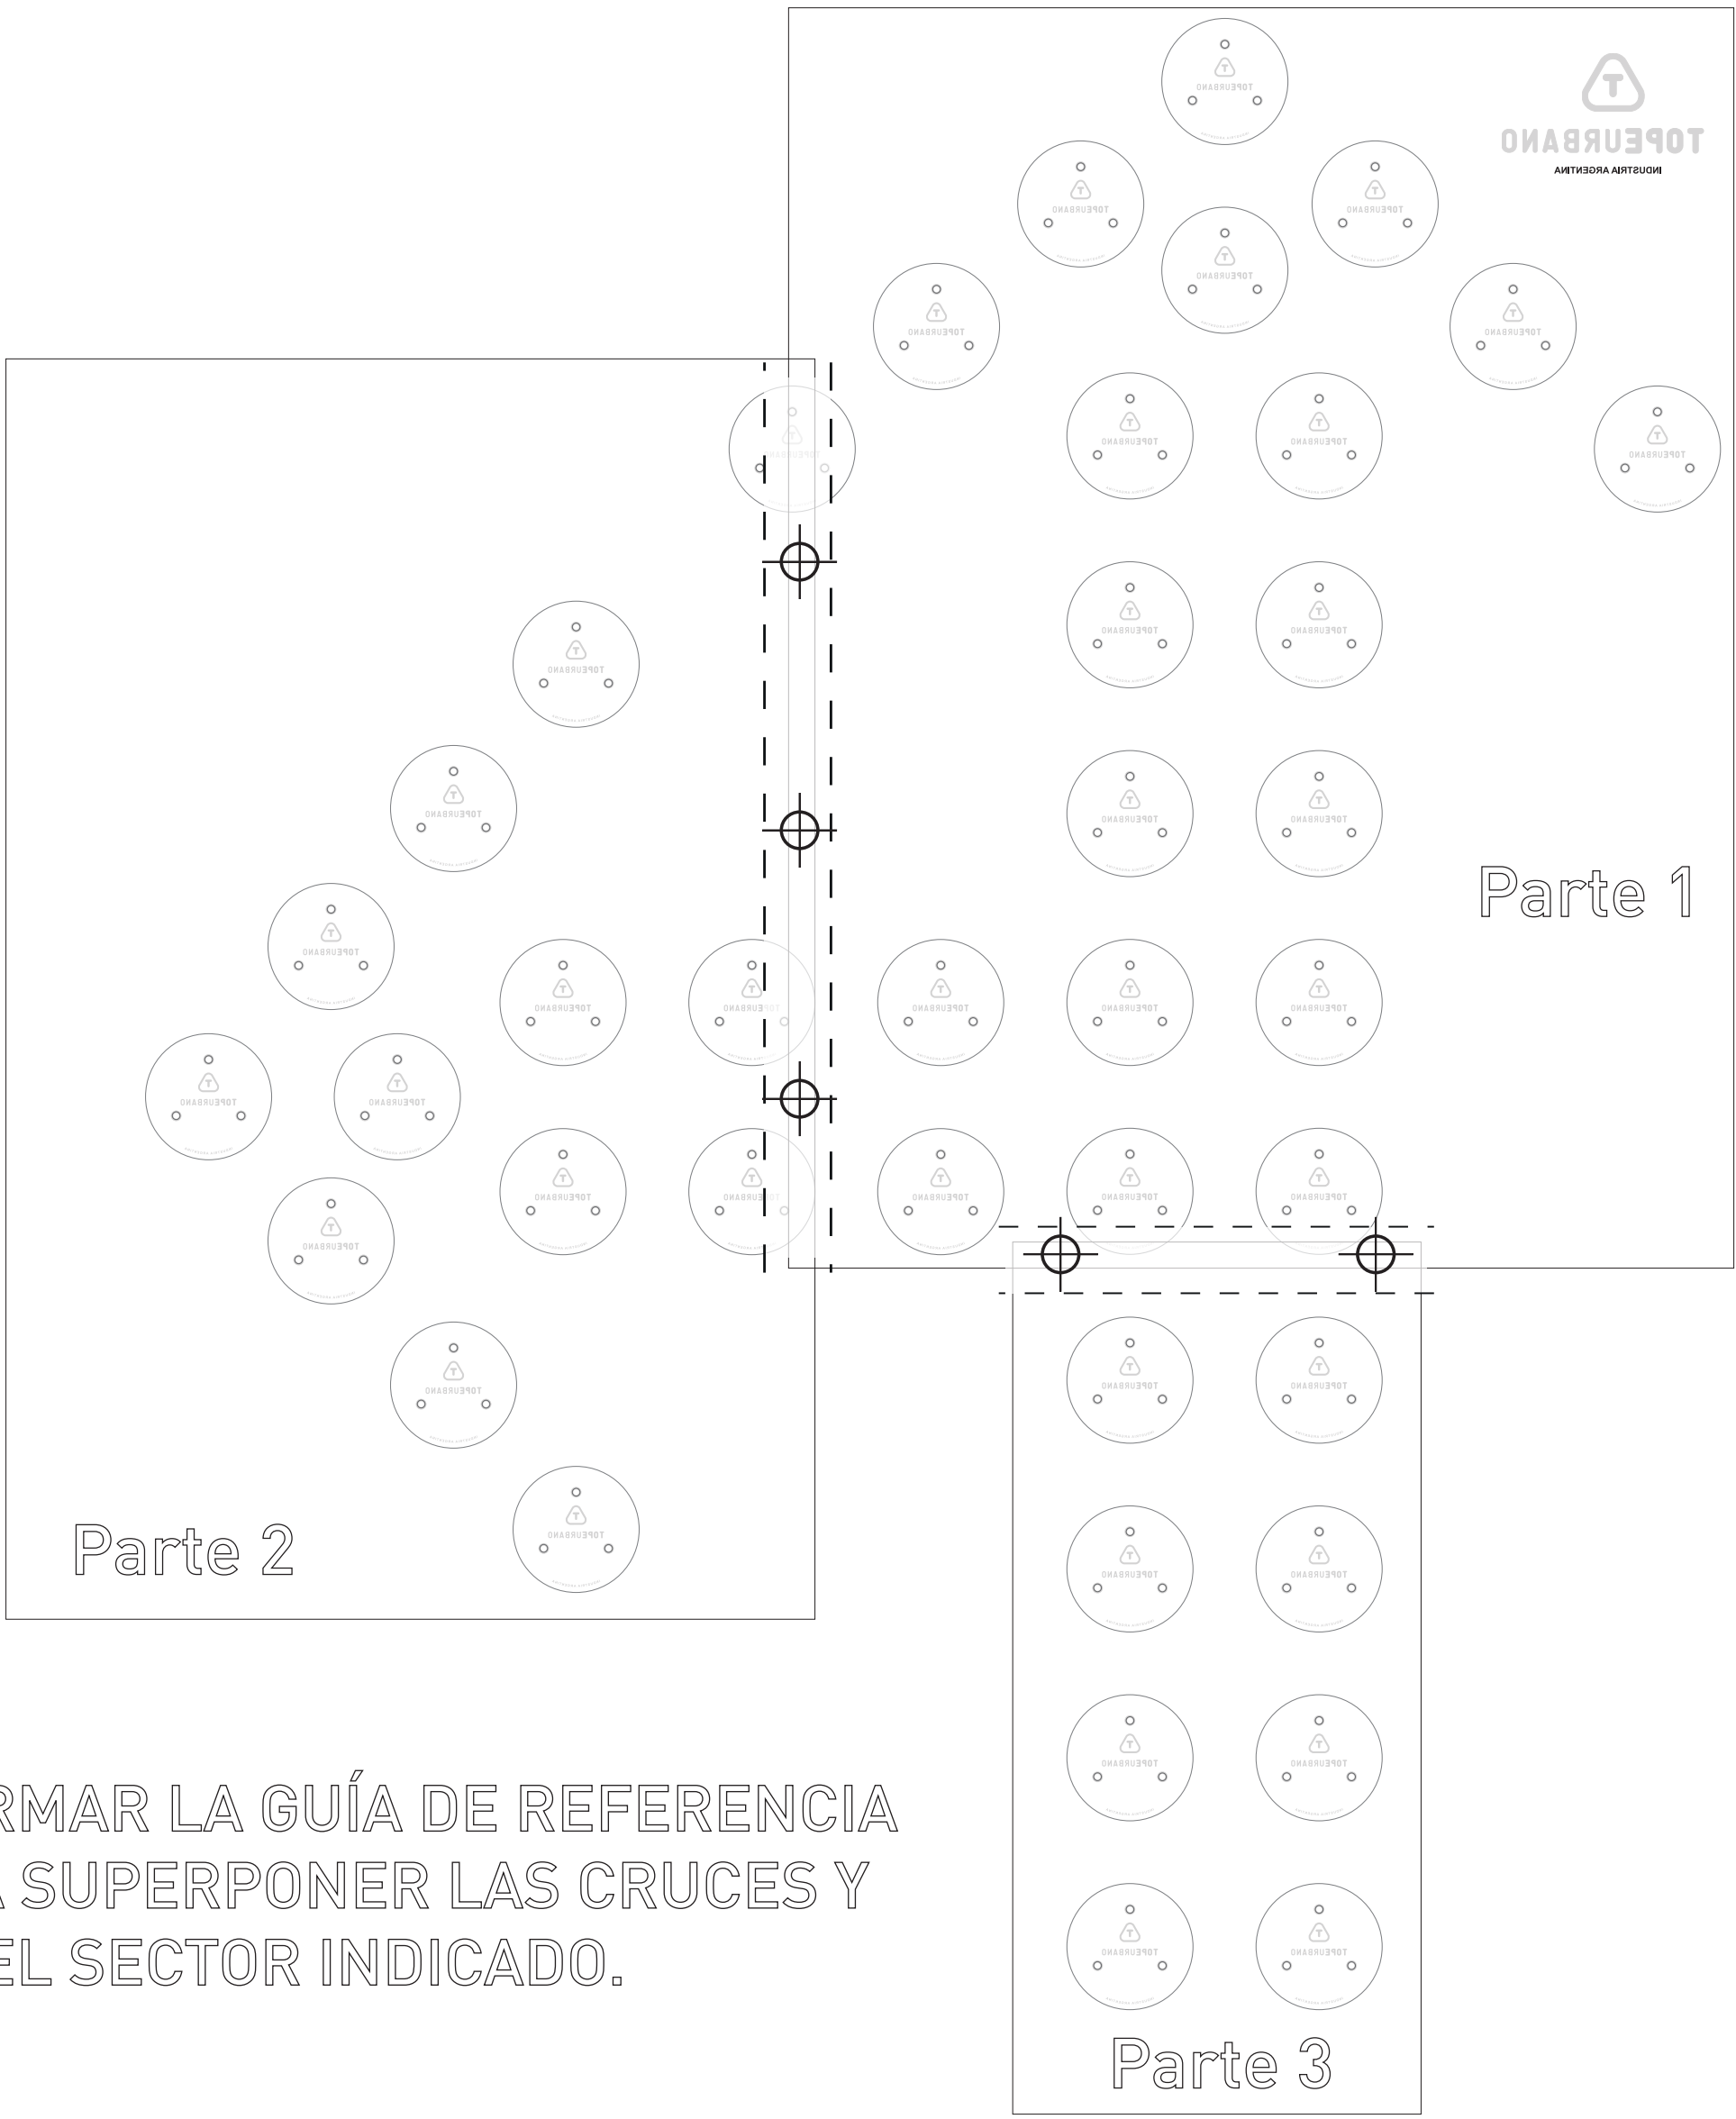 TOPEURBANO
INDUSTRIA ARGENTINA
Parte 1
Parte 2
RMAR LA GUÍA DE REFERENCIA
A SUPERPONER LAS CRUCES Y
EL SECTOR INDICADO.
Parte 3